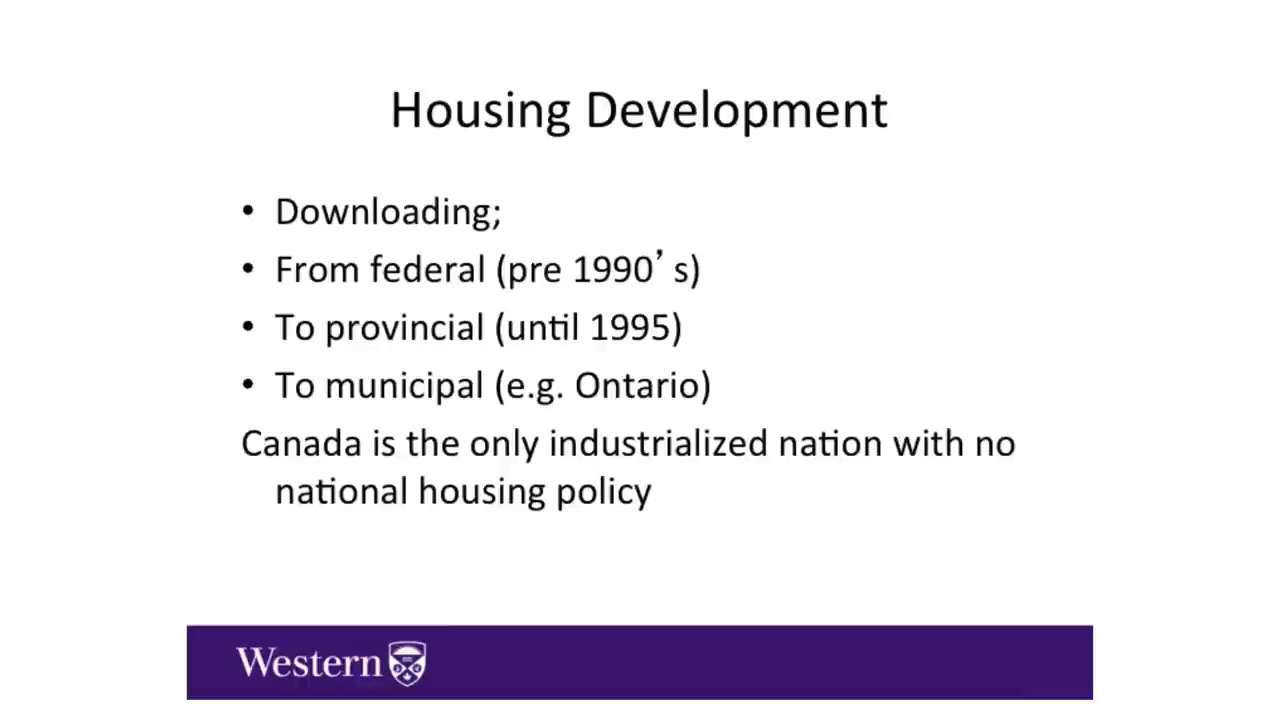 Housing Development
• Downloading;
• From federal (pre 1990’ s)
• To provincial (until 1995)
• To municipal (e.g. Ontario)
Canada is the only industrialized nation with no
national housing policy
Western